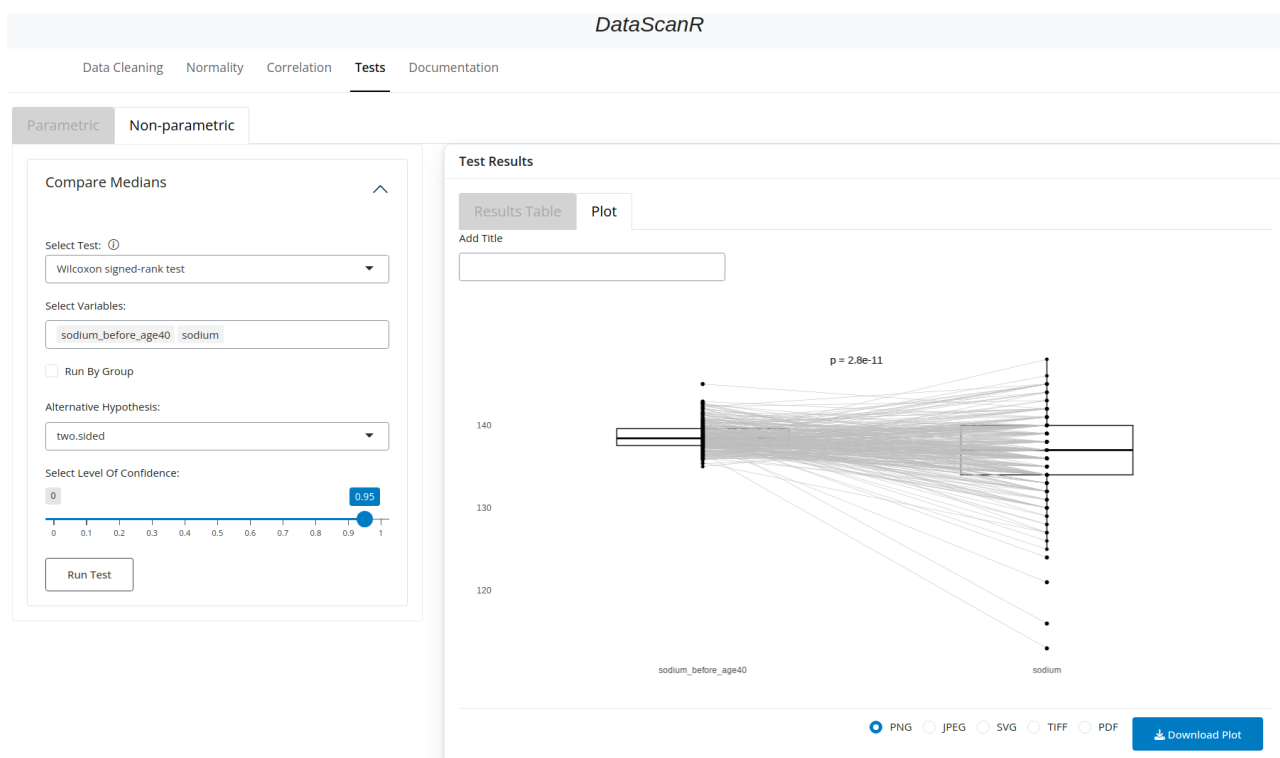 DataScanR
Data Cleaning Normality Correlation Tests Documentation
Parametric Non-parametric
Compare Medians
Select Test:
Wilcoxon signed-rank test
Select Variables:
sodium_before_age40 sodium
Run By Group
Alternative Hypothesis:
two.sided
Select Level Of Confidence:
0 0.95
0 0.1 0.2 0.3 0.4 0.5 0.6 0.7 0.8 0.9 1
Run Test
Test Results
Results Table Plot
Add Title
p = 2.8e-11
140
130
120
sodium_before_age40 sodium
PNG JPEG SVG TIFF PDF Download Plot